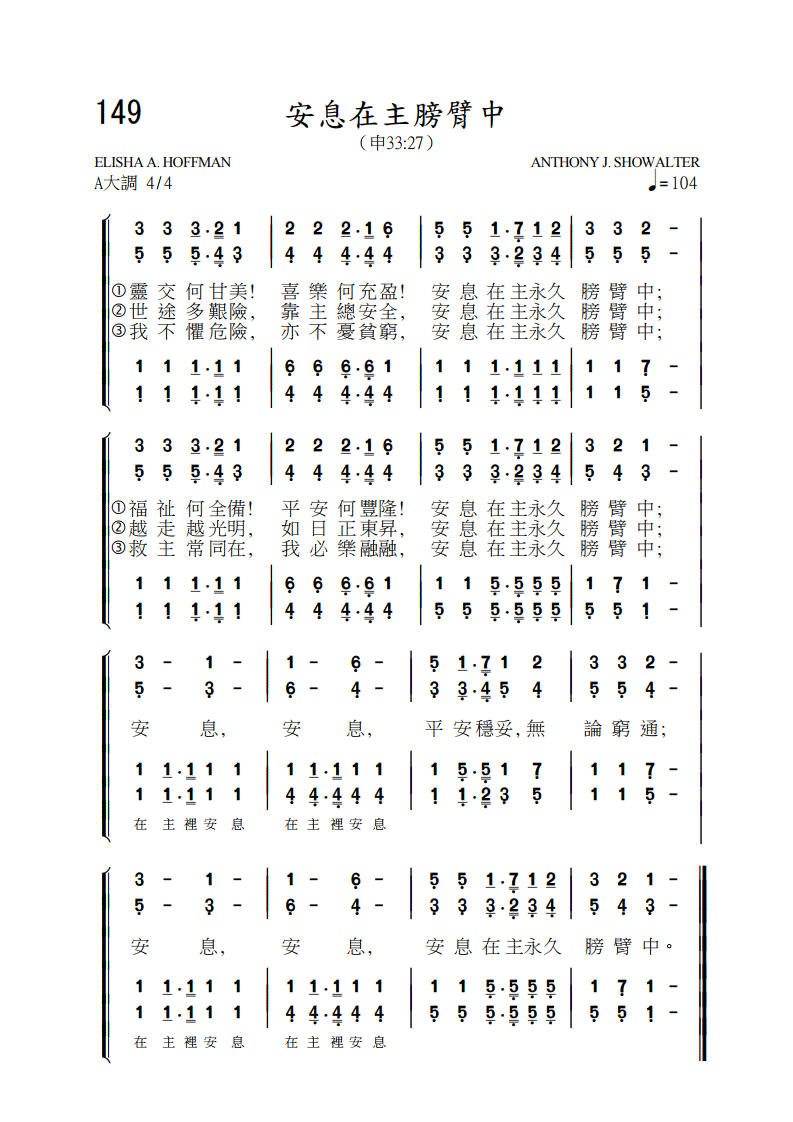 149
安息在主膀臂中
（申33:27）
ELISHA A. HOFFMAN ANTHONY J. SHOWALTER
A大調 4/4 ♩=104
3 3 3·2 1 | 2 2 2·1 6 | 5 5 1·7 1 2 | 3 3 2 -
5 5 5·4 3 | 4 4 4·4 4 | 3 3 3·2 3 4 | 5 5 5 -
①靈交何甘美! 喜樂何充盈! 安息在主永久膀臂中;
②世途多艱險, 靠主總安全, 安息在主永久膀臂中;
③我不懼危險, 亦不憂貧窮, 安息在主永久膀臂中;
1 1 1·1 1 | 6 6 6·6 1 | 1 1 1·1 1 1 | 1 1 7 -
1 1 1·1 1 | 4 4 4·4 4 | 1 1 1·1 1 1 | 1 1 5 -
3 3 3·2 1 | 2 2 2·1 6 | 5 5 1·7 1 2 | 3 2 1 -
5 5 5·4 3 | 4 4 4·4 4 | 3 3 3·2 3 4 | 5 4 3 -
①福祉何全備! 平安何豐隆! 安息在主永久膀臂中;
②越走越光明, 如日正東昇, 安息在主永久膀臂中;
③救主常同在, 我必樂融融, 安息在主永久膀臂中;
1 1 1·1 1 | 6 6 6·6 1 | 1 1 5·5 5 5 | 1 7 1 -
1 1 1·1 1 | 4 4 4·4 4 | 5 5 5·5 5 5 | 5 5 1 -
3 - 1 - | 1 - 6 - | 5 1·7 1 2 | 3 3 2 -
5 - 3 - | 6 - 4 - | 3 3·4 5 4 | 5 5 4 -
安息, 安息, 平安穩妥, 無論窮通;
1 1·1 1 1 | 1 1·1 1 1 | 1 5·5 1 7 | 1 1 7 -
1 1·1 1 1 | 4 4·4 4 4 | 1 1·2 3 5 | 1 1 5 -
在主裡安息 在主裡安息
3 - 1 - | 1 - 6 - | 5 5 1·7 1 2 | 3 2 1 -
5 - 3 - | 6 - 4 - | 3 3 3·2 3 4 | 5 4 3 -
安息, 安息, 安息在主永久膀臂中。
1 1·1 1 1 | 1 1·1 1 1 | 1 1 5·5 5 5 | 1 7 1 -
1 1·1 1 1 | 4 4·4 4 4 | 5 5 5·5 5 5 | 5 5 1 -
在主裡安息 在主裡安息